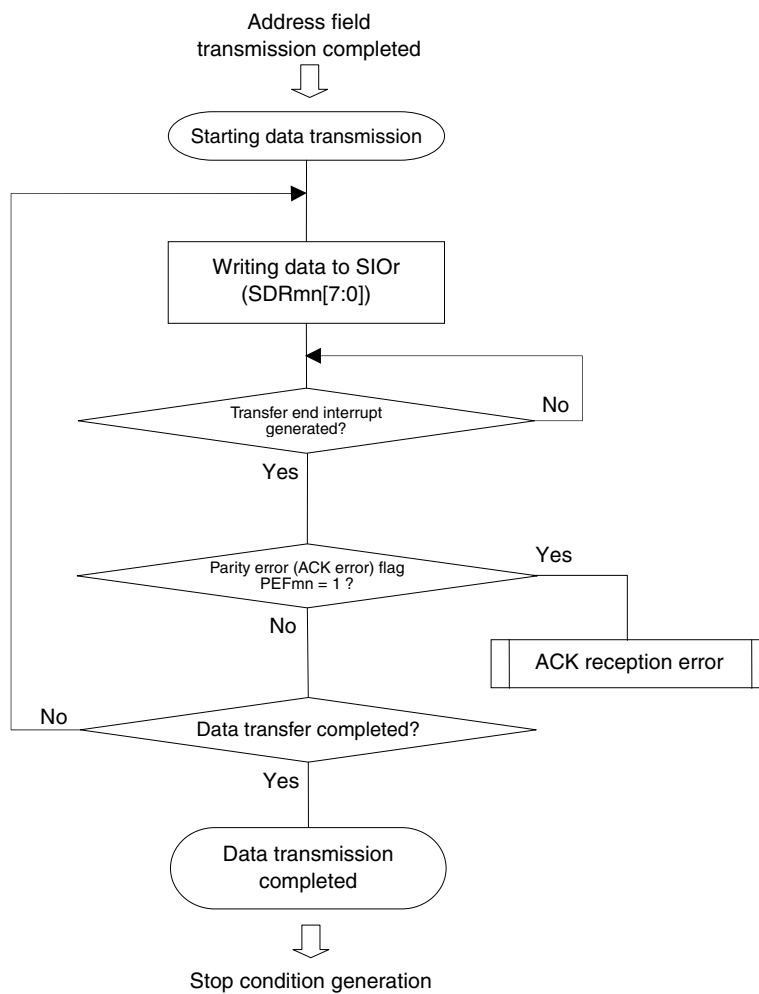 Address field
transmission completed
Starting data transmission
Writing data to SIOr
(SDRmn[7:0])
Transfer end interrupt
generated?
No
Yes
Parity error (ACK error) flag
PEFmn = 1 ?
Yes
No
ACK reception error
No
Data transfer completed?
Yes
Data transmission
completed
Stop condition generation